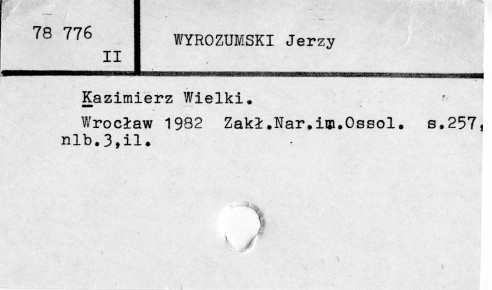 78 776
II
WYROZUMSKI Jerzy
Kazimierz Wielki.
Wrocław 1982 Zakł.Nar.im.Ossol. s.257,
nlb.3,il.